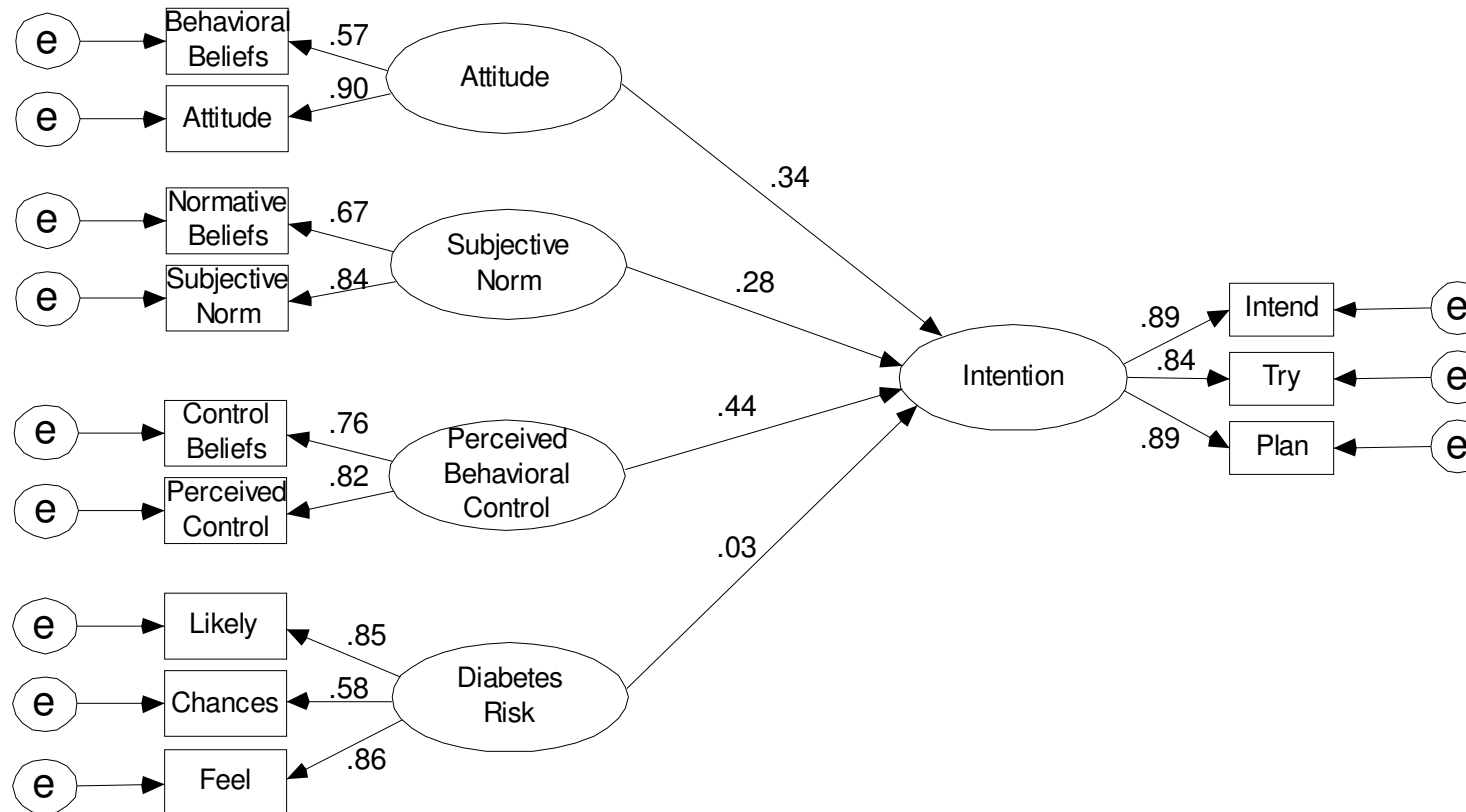 e
Behavioral
Beliefs
.57
Attitude
e
Attitude
.90
.34
e
Normative
Beliefs
.67
Subjective
Norm
e
Subjective
Norm
.84
.28
Intention
.89
Intend
e
.84
Try
e
.89
Plan
e
e
Control
Beliefs
.76
Perceived
Behavioral
Control
e
Perceived
Control
.82
.44
e
Likely
.85
Diabetes
Risk
e
Chances
.58
.03
e
Feel
.86